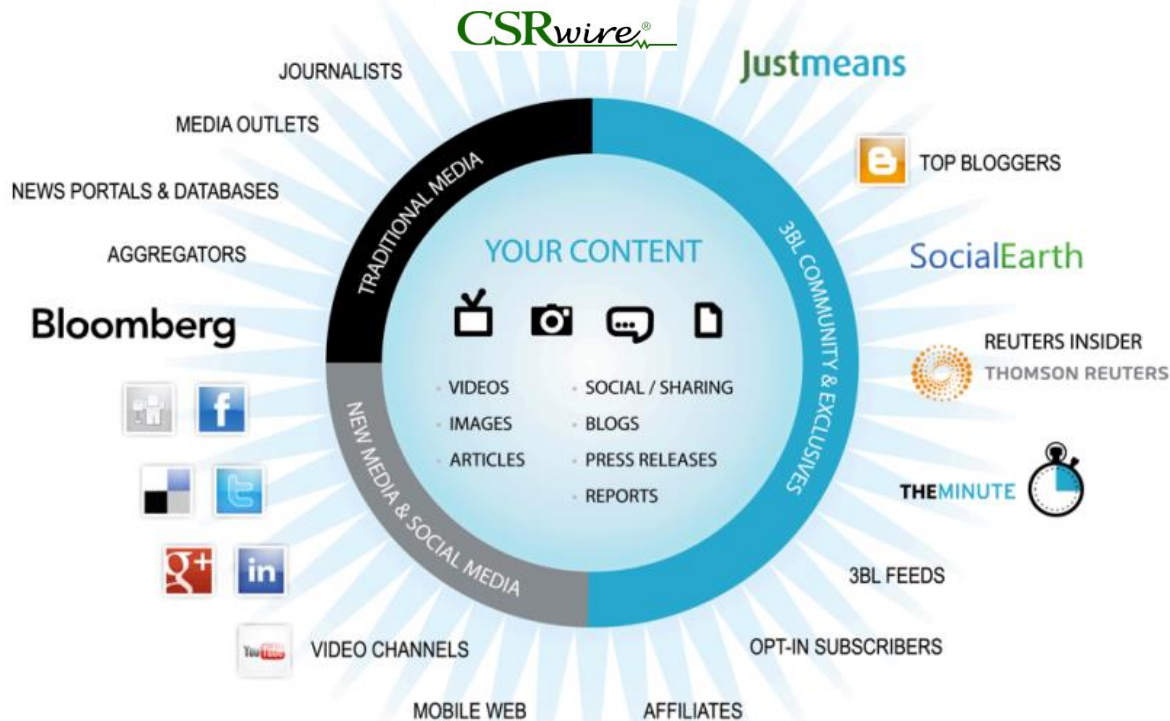 CSRwire®
JOURNALISTS
MEDIA OUTLETS
NEWS PORTALS & DATABASES
AGGREGATORS
Bloomberg
f
t
g+
in
YouTube
VIDEO CHANNELS
MOBILE WEB
AFFILIATES
OPT-IN SUBSCRIBERS
3BL FEEDS
THEMINUTE
REUTERS INSIDER
THOMSON REUTERS
SocialEarth
TOP BLOGGERS
Justmeans
TRADITIONAL MEDIA
NEW MEDIA & SOCIAL MEDIA
3BL COMMUNITY & EXCLUSIVES
YOUR CONTENT
VIDEOS
IMAGES
ARTICLES
SOCIAL / SHARING
BLOGS
PRESS RELEASES
REPORTS